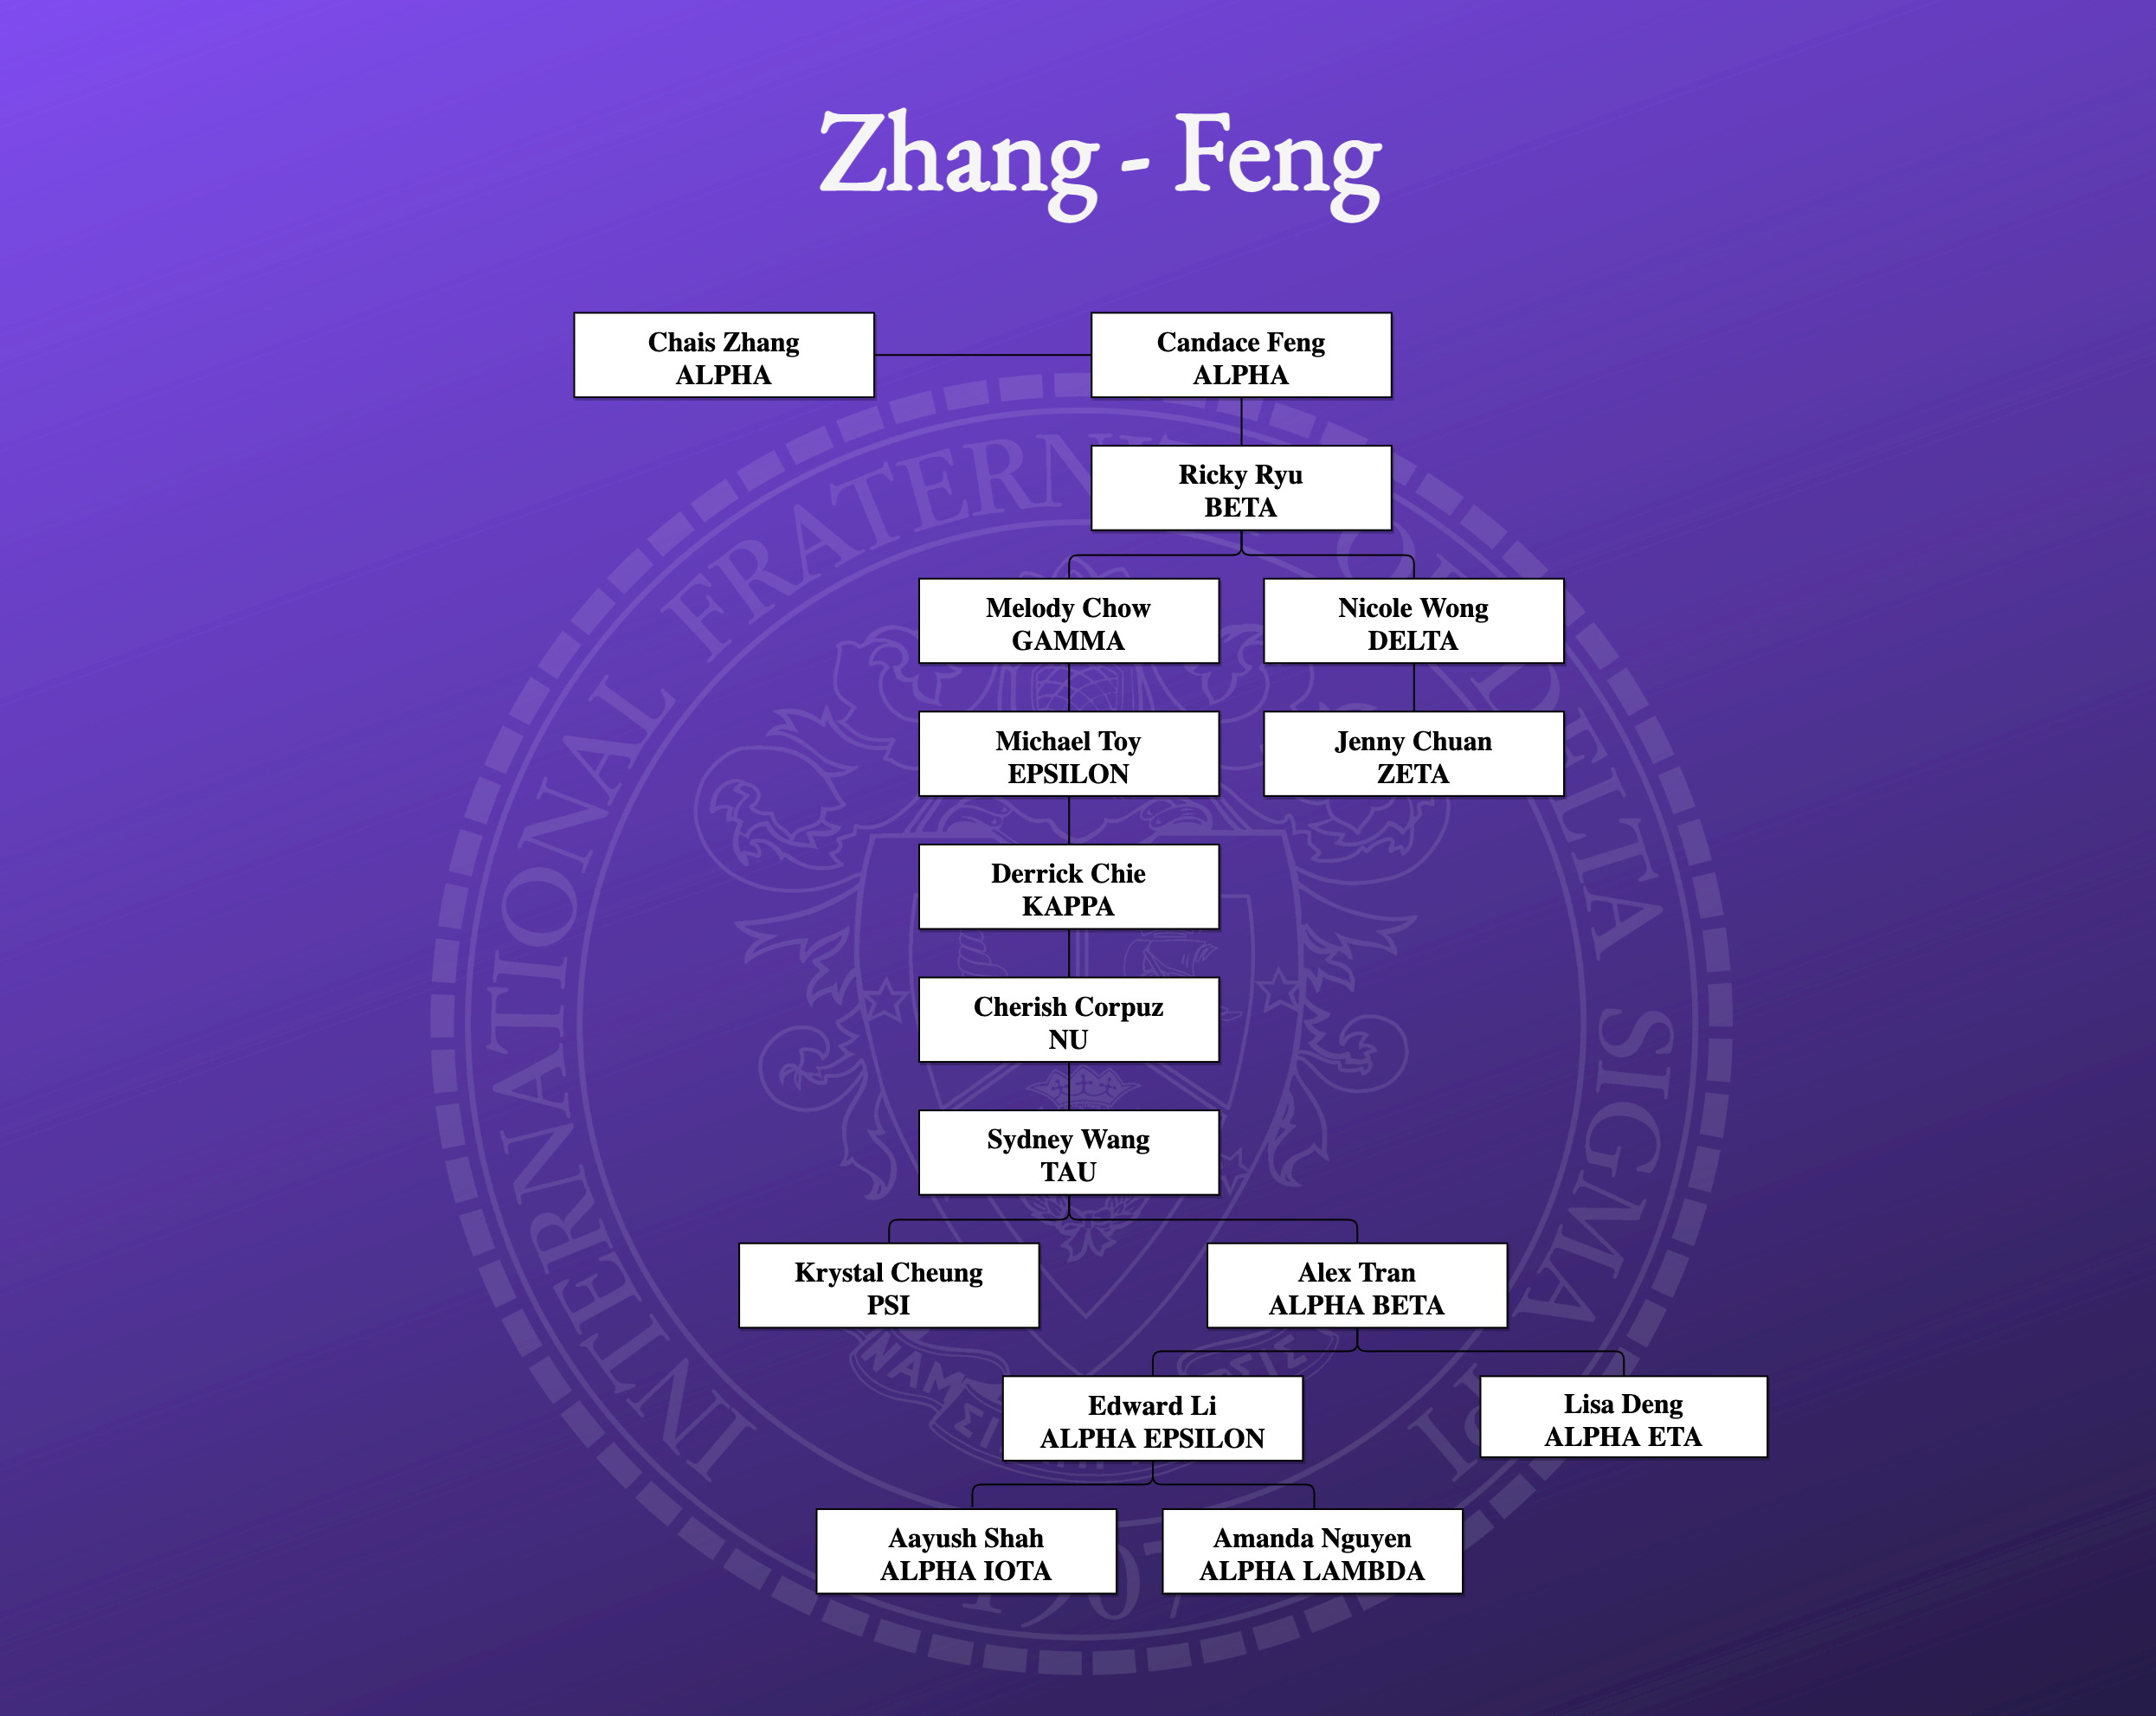 Zhang - Feng
Chais Zhang
ALPHA
Candace Feng
ALPHA
Ricky Ryu
BETA
Melody Chow
GAMMA
Nicole Wong
DELTA
Michael Toy
EPSILON
Jenny Chuan
ZETA
Derrick Chie
KAPPA
Cherish Corpuz
NU
Sydney Wang
TAU
Krystal Cheung
PSI
Alex Tran
ALPHA BETA
Edward Li
ALPHA EPSILON
Lisa Deng
ALPHA ETA
Aayush Shah
ALPHA IOTA
Amanda Nguyen
ALPHA LAMBDA
INTERNATIONAL DELTA SIGMA